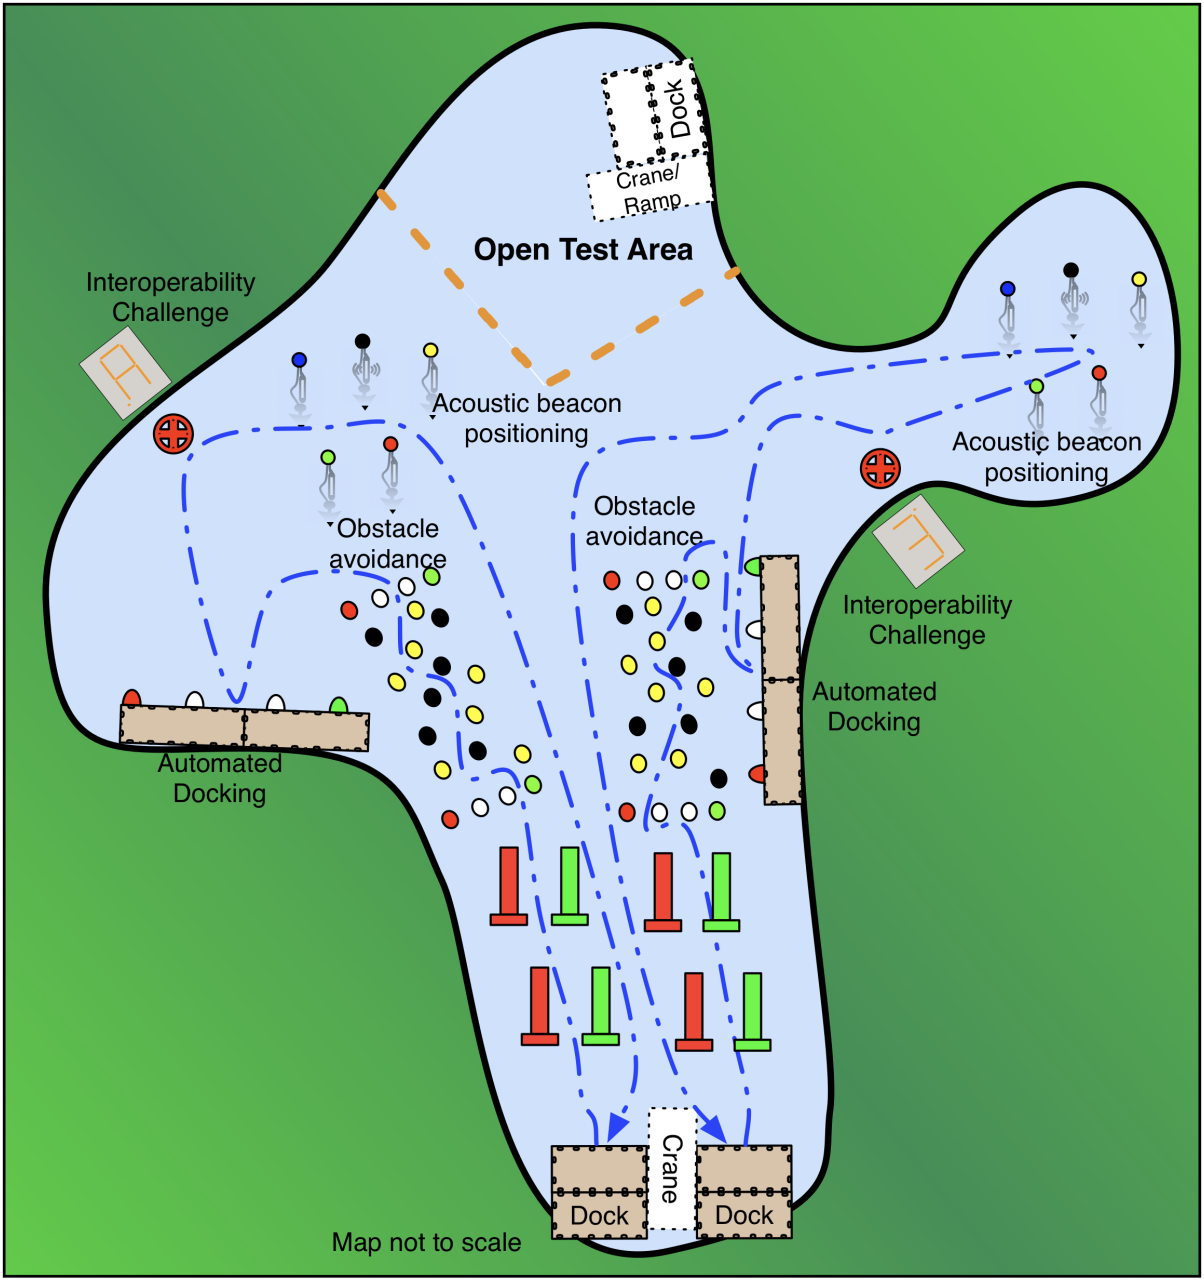 Dock
Crane/
Ramp
Open Test Area
Interoperability
Challenge
A
Acoustic beacon
positioning
Acoustic beacon
positioning
Obstacle
avoidance
Obstacle
avoidance
Interoperability
Challenge
Automated
Docking
Automated
Docking
Crane
Dock
Dock
Map not to scale